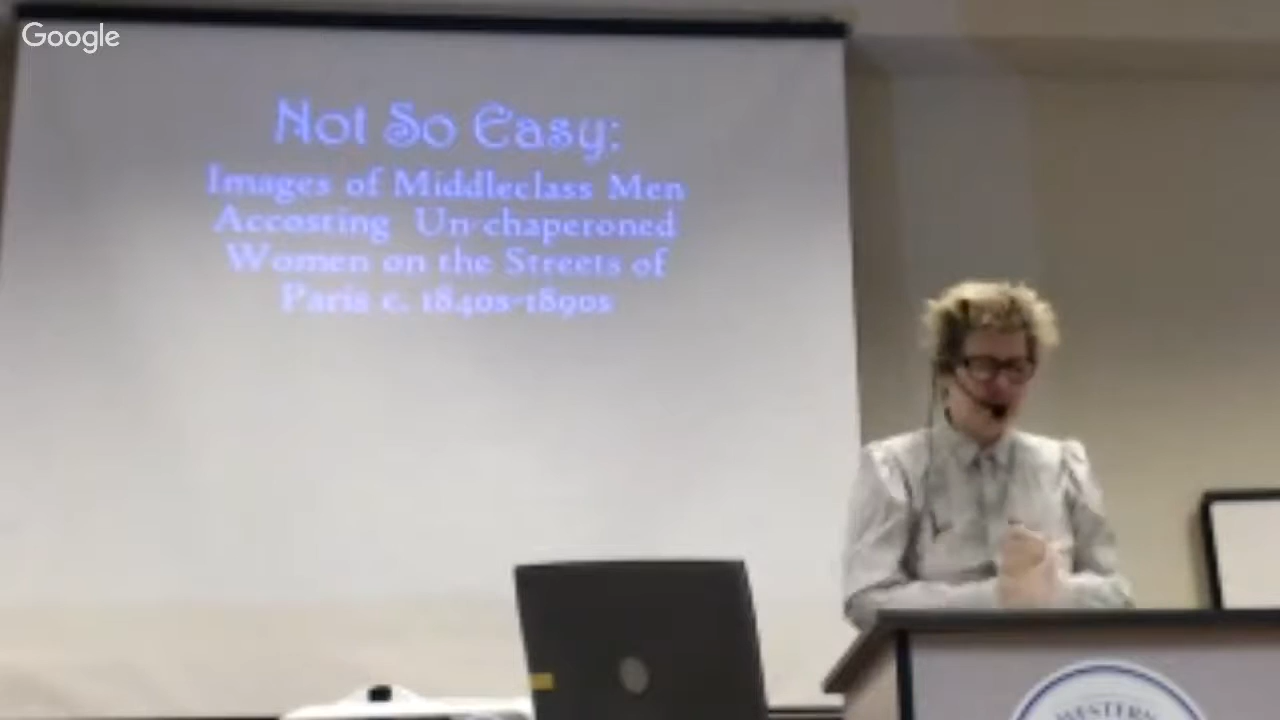 Google
Not So Easy:
Images of Middleclass Men
Accosting Un-chaperoned
Women on the Streets of
Paris c. 1840s-1890s
WESTERN